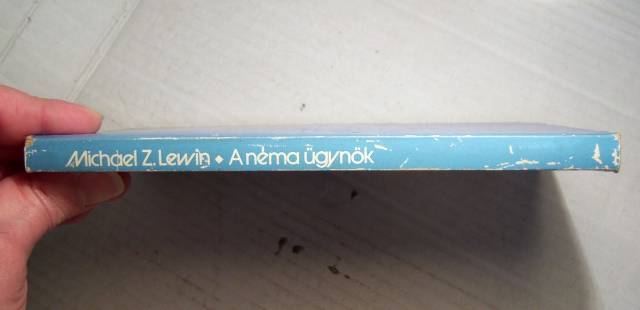 Michael Z. Lewin • A néma ügynök